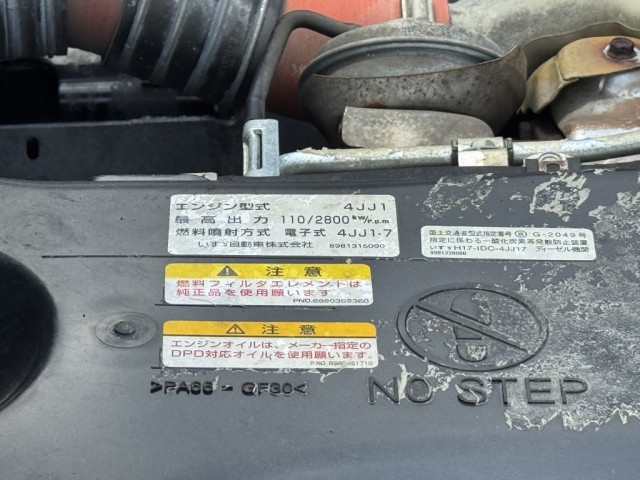 エンジン型式 4JJ1
最高出力 110/2800 kW/r.p.m
燃料噴射方式 電子式 4JJ1-7
いすゞ自動車株式会社 8981315090
国土交通省型式指定番号 G-2049号
指定に係わる一酸化炭素等発散防止装置
いすゞH17-IDC-4JJ17 ディーゼル機関
⚠ 注意
燃料フィルタエレメントは
純正品を使用願います
PNO.8980305360
⚠ 注意
エンジンオイルは、メーカー指定の
DPD対応オイルを使用願います。
>PA66-GF30<
NO STEP